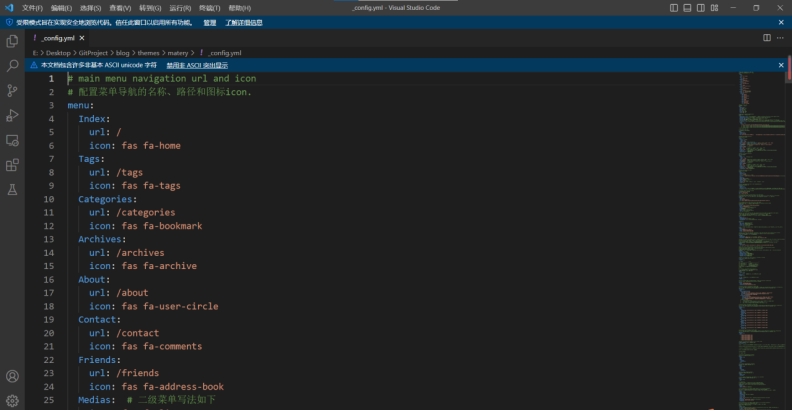 文件(F) 编辑(E) 选择(S) 查看(V) 转到(G) 运行(R) 终端(T) 帮助(H) _config.yml - Visual Studio Code
受限模式旨在实现安全地浏览代码。信任此窗口以启用所有功能。 管理 了解详细信息
_config.yml
E: > Desktop > GitProject > blog > themes > matery > _config.yml
本文档包含许多非基本 ASCII unicode 字符 禁用非 ASCII 突出显示
1 # main menu navigation url and icon
2 # 配置菜单导航的名称、路径和图标icon.
3 menu:
4 Index:
5 url: /
6 icon: fas fa-home
7 Tags:
8 url: /tags
9 icon: fas fa-tags
10 Categories:
11 url: /categories
12 icon: fas fa-bookmark
13 Archives:
14 url: /archives
15 icon: fas fa-archive
16 About:
17 url: /about
18 icon: fas fa-user-circle
19 Contact:
20 url: /contact
21 icon: fas fa-comments
22 Friends:
23 url: /friends
24 icon: fas fa-address-book
25 Medias: # 二级菜单写法如下